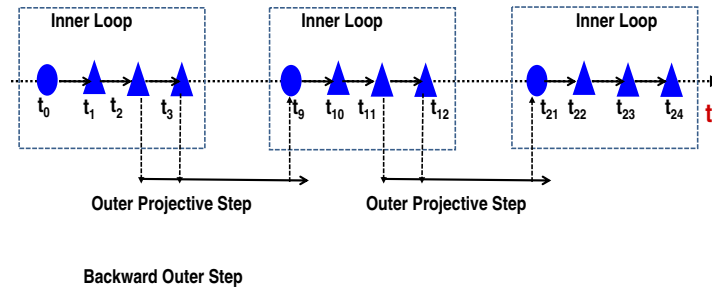 Inner Loop Inner Loop Inner Loop
t0 t1 t2 t3 t9 t10 t11 t12 t21 t22 t23 t24 t
Outer Projective Step Outer Projective Step
Backward Outer Step